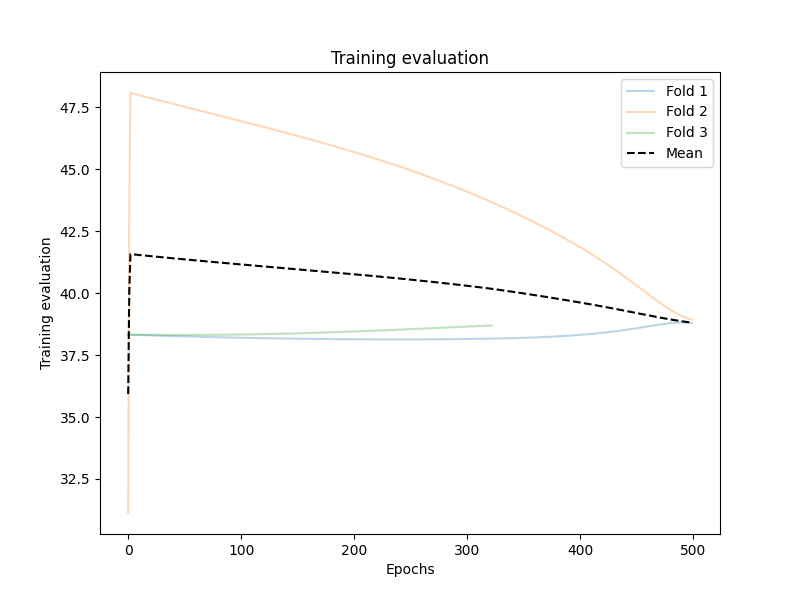 Training evaluation
Fold 1
Fold 2
Fold 3
Mean
Training evaluation
47.5
45.0
42.5
40.0
37.5
35.0
32.5
0 100 200 300 400 500
Epochs